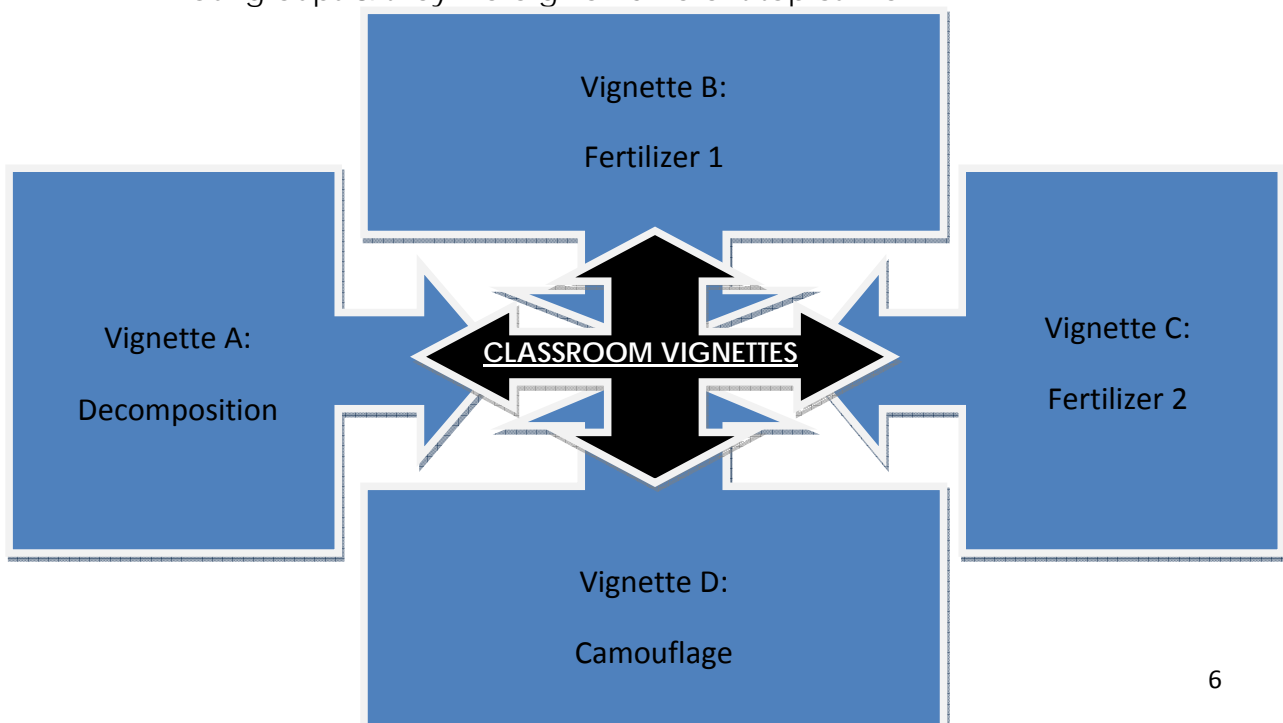 Vignette B:
Fertilizer 1
Vignette A:
Decomposition
CLASSROOM VIGNETTES
Vignette C:
Fertilizer 2
Vignette D:
Camouflage
6